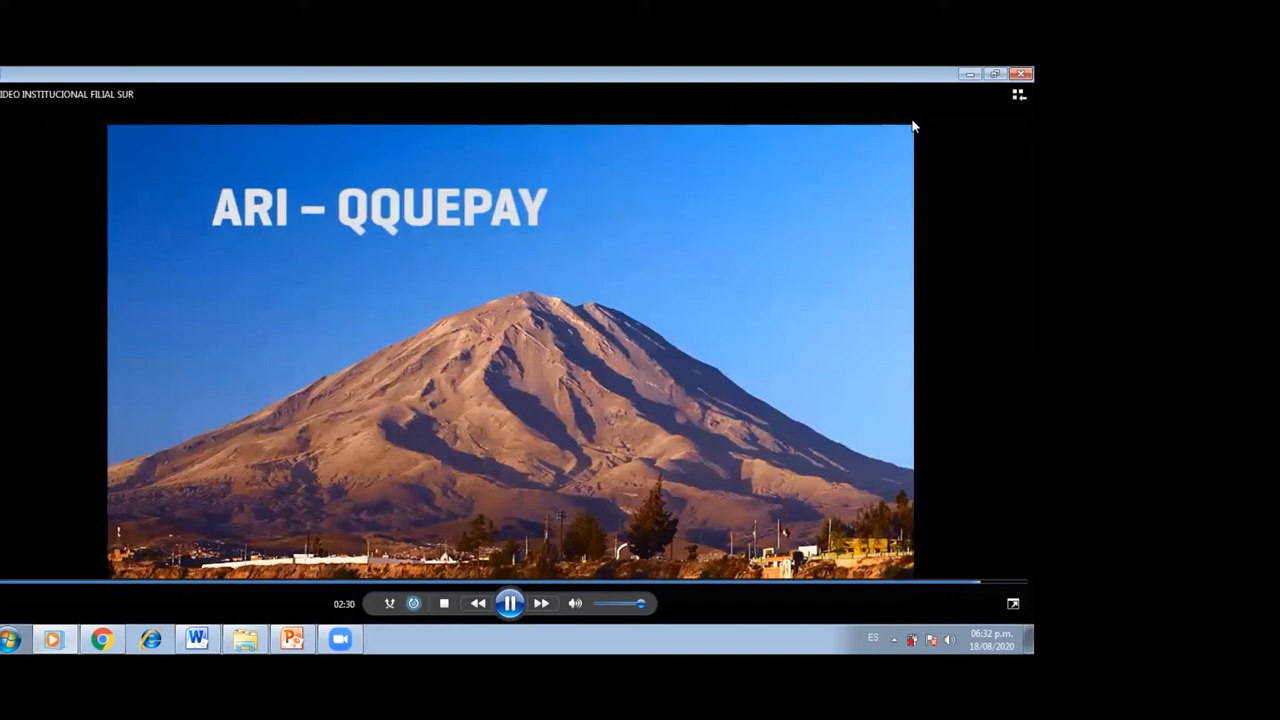 IDEO INSTITUCIONAL FILIAL SUR
ARI – QQUEPAY
02:30
ES
06:32 p.m.
18/08/2020